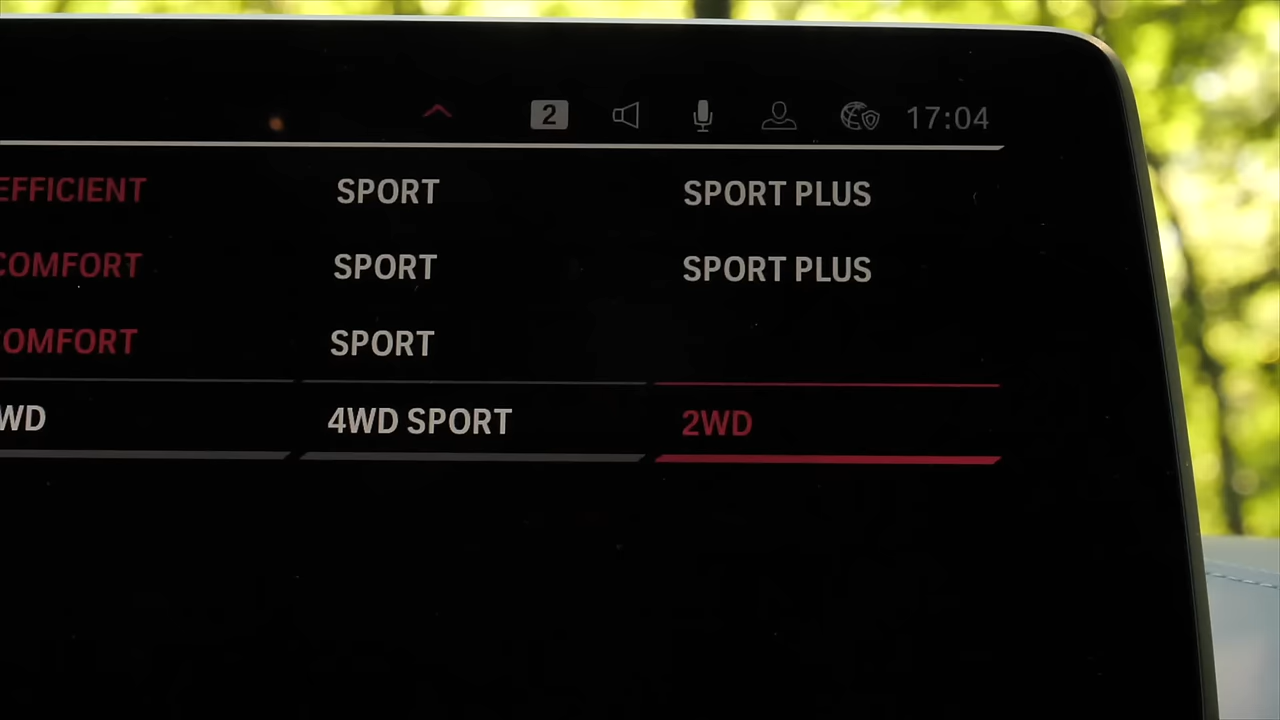 2 17:04
EFFICIENT SPORT SPORT PLUS
COMFORT SPORT SPORT PLUS
OMFORT SPORT
WD 4WD SPORT 2WD